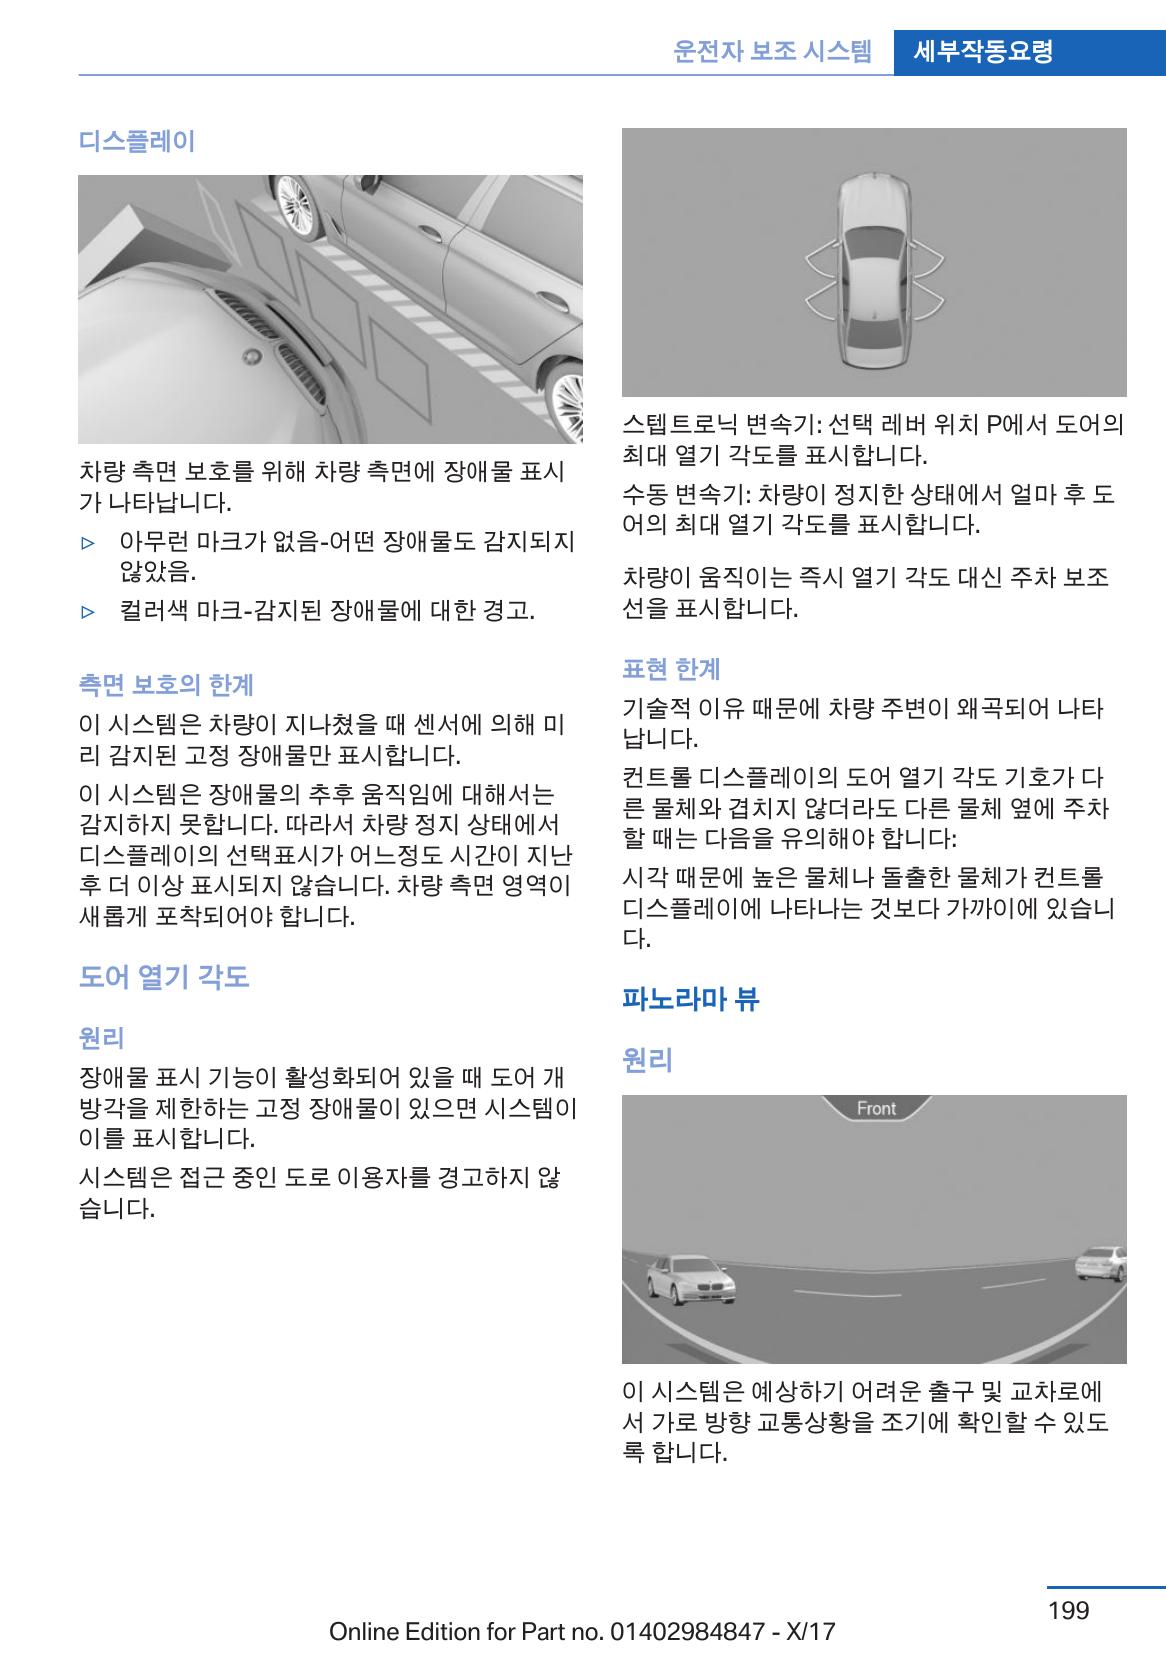 운전자 보조 시스템 세부작동요령
디스플레이
차량 측면 보호를 위해 차량 측면에 장애물 표시
가 나타납니다.
▷ 아무런 마크가 없음-어떤 장애물도 감지되지
않았음.
▷ 컬러색 마크-감지된 장애물에 대한 경고.
측면 보호의 한계
이 시스템은 차량이 지나쳤을 때 센서에 의해 미
리 감지된 고정 장애물만 표시합니다.
이 시스템은 장애물의 추후 움직임에 대해서는
감지하지 못합니다. 따라서 차량 정지 상태에서
디스플레이의 선택표시가 어느정도 시간이 지난
후 더 이상 표시되지 않습니다. 차량 측면 영역이
새롭게 포착되어야 합니다.
도어 열기 각도
원리
장애물 표시 기능이 활성화되어 있을 때 도어 개
방각을 제한하는 고정 장애물이 있으면 시스템이
이를 표시합니다.
시스템은 접근 중인 도로 이용자를 경고하지 않
습니다.
스텝트로닉 변속기: 선택 레버 위치 P에서 도어의
최대 열기 각도를 표시합니다.
수동 변속기: 차량이 정지한 상태에서 얼마 후 도
어의 최대 열기 각도를 표시합니다.
차량이 움직이는 즉시 열기 각도 대신 주차 보조
선을 표시합니다.
표현 한계
기술적 이유 때문에 차량 주변이 왜곡되어 나타
납니다.
컨트롤 디스플레이의 도어 열기 각도 기호가 다
른 물체와 겹치지 않더라도 다른 물체 옆에 주차
할 때는 다음을 유의해야 합니다:
시각 때문에 높은 물체나 돌출한 물체가 컨트롤
디스플레이에 나타나는 것보다 가까이에 있습니
다.
파노라마 뷰
원리
Front
이 시스템은 예상하기 어려운 출구 및 교차로에
서 가로 방향 교통상황을 조기에 확인할 수 있도
록 합니다.
199
Online Edition for Part no. 01402984847 - X/17